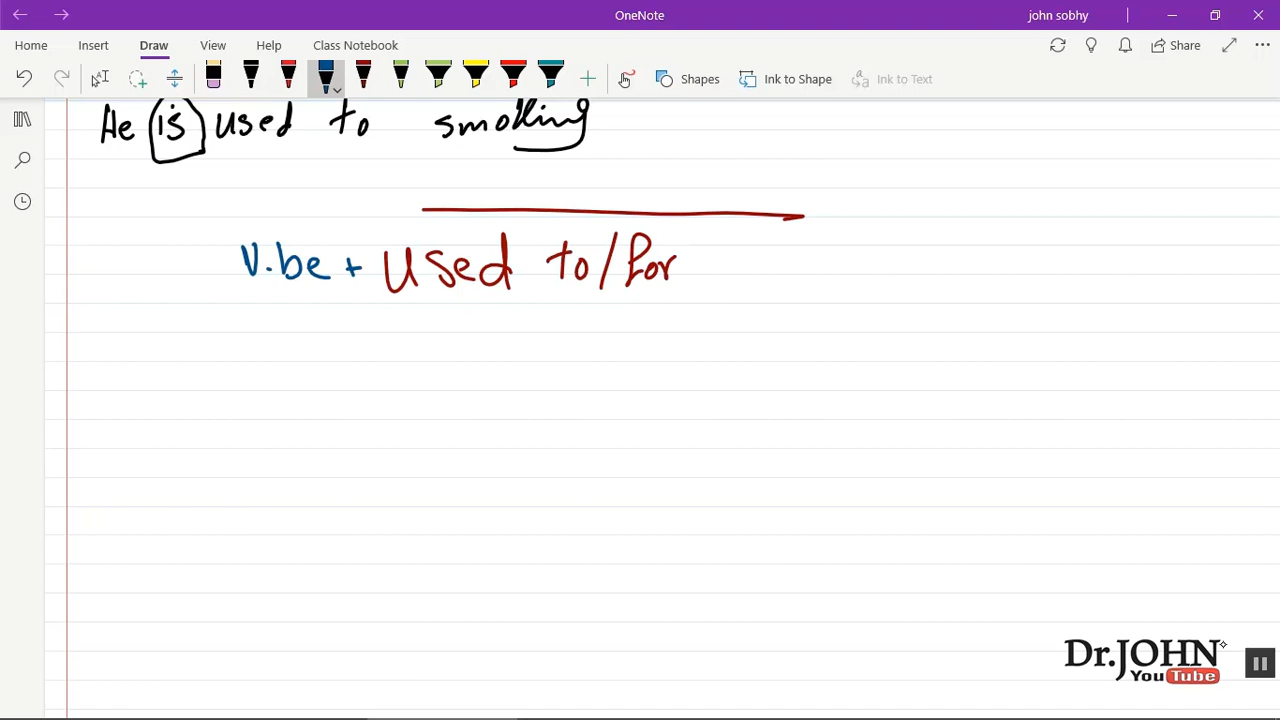 OneNote
john sobhy
Home Insert Draw View Help Class Notebook Share
Shapes Ink to Shape Ink to Text
He is used to smoking
V.be + Used to/for
Dr.JOHN
YouTube